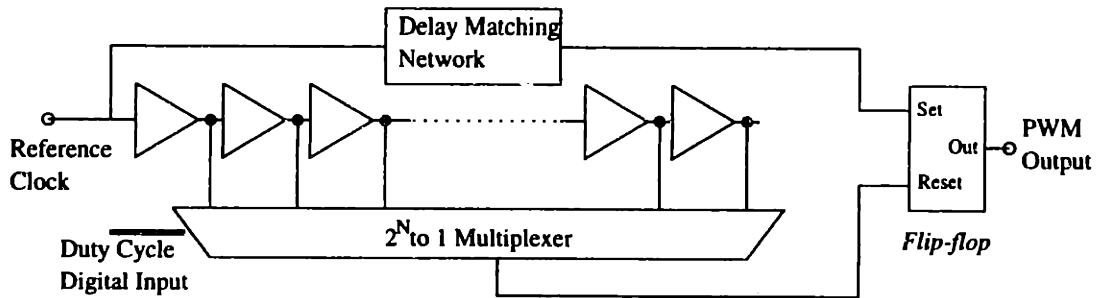 Delay Matching
Network
Set
Out
Reset
PWM
Output
Reference
Clock
2^N to 1 Multiplexer
Flip-flop
Duty Cycle
Digital Input